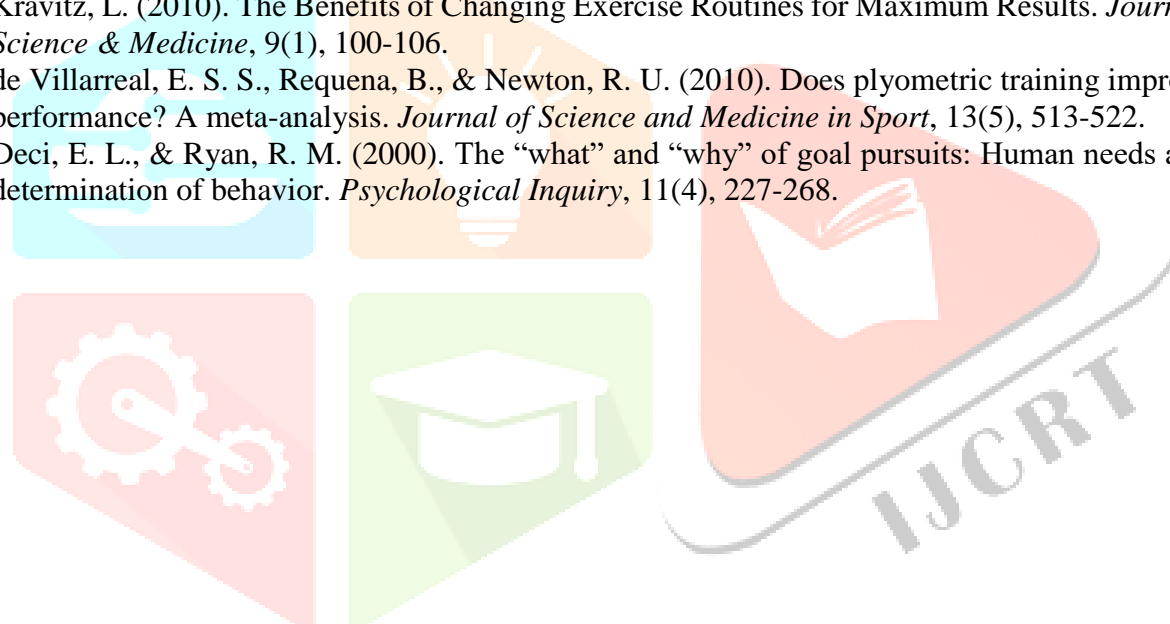 Kravitz, L. (2010). The Benefits of Changing Exercise Routines for Maximum Results. Journ
Science & Medicine, 9(1), 100-106.
de Villarreal, E. S. S., Requena, B., & Newton, R. U. (2010). Does plyometric training impro
performance? A meta-analysis. Journal of Science and Medicine in Sport, 13(5), 513-522.
Deci, E. L., & Ryan, R. M. (2000). The “what” and “why” of goal pursuits: Human needs a
determination of behavior. Psychological Inquiry, 11(4), 227-268.
IJCRT